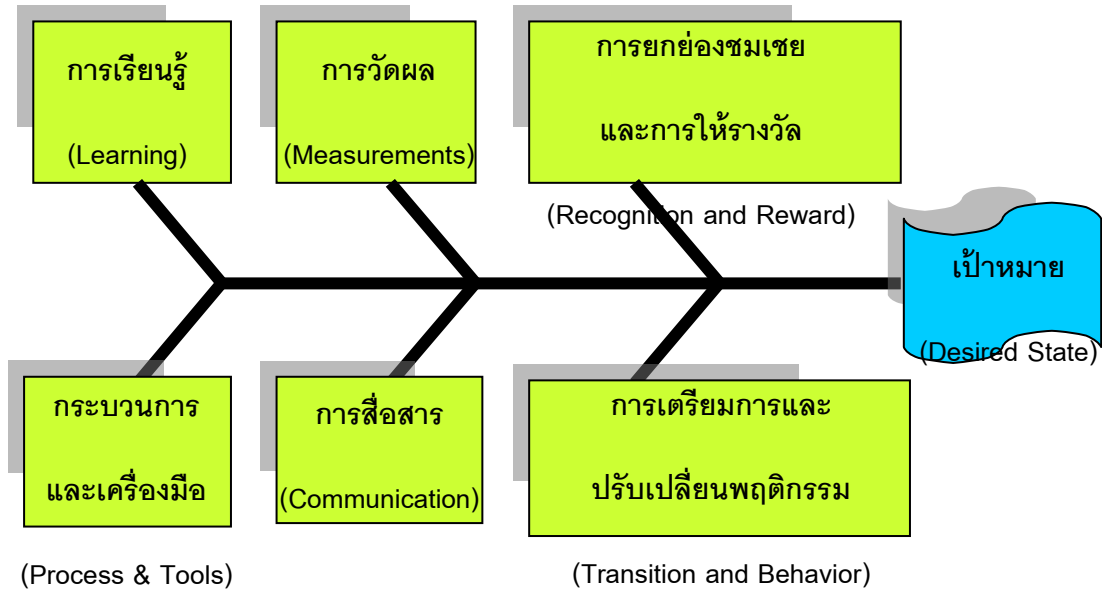 การเรียนรู้
(Learning)
การวัดผล
(Measurements)
การยกย่องชมเชย
และการให้รางวัล
(Recognition and Reward)
เป้าหมาย
(Desired State)
กระบวนการ
และเครื่องมือ
(Process & Tools)
การสื่อสาร
(Communication)
การเตรียมการและ
ปรับเปลี่ยนพฤติกรรม
(Transition and Behavior)